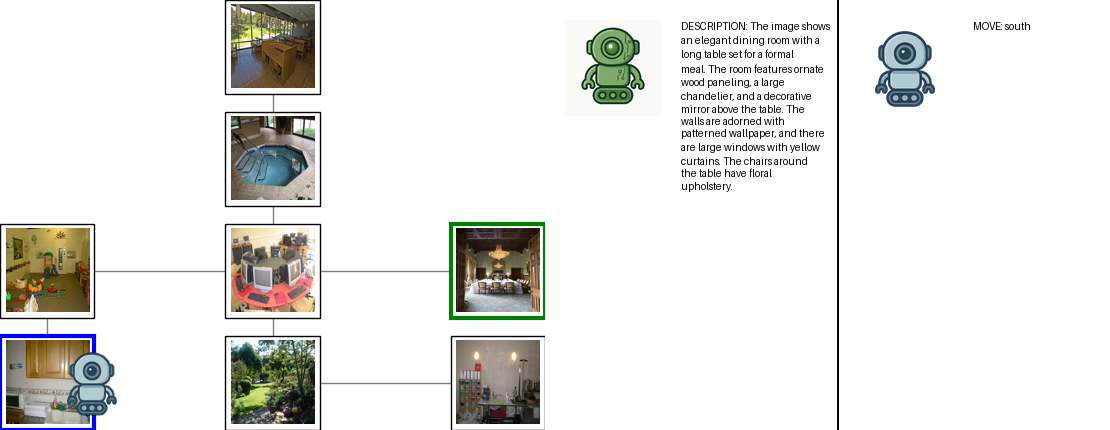 DESCRIPTION: The image shows
an elegant dining room with a
long table set for a formal
meal. The room features ornate
wood paneling, a large
chandelier, and a decorative
mirror above the table. The
walls are adorned with
patterned wallpaper, and there
are large windows with yellow
curtains. The chairs around
the table have floral
upholstery.
MOVE: south